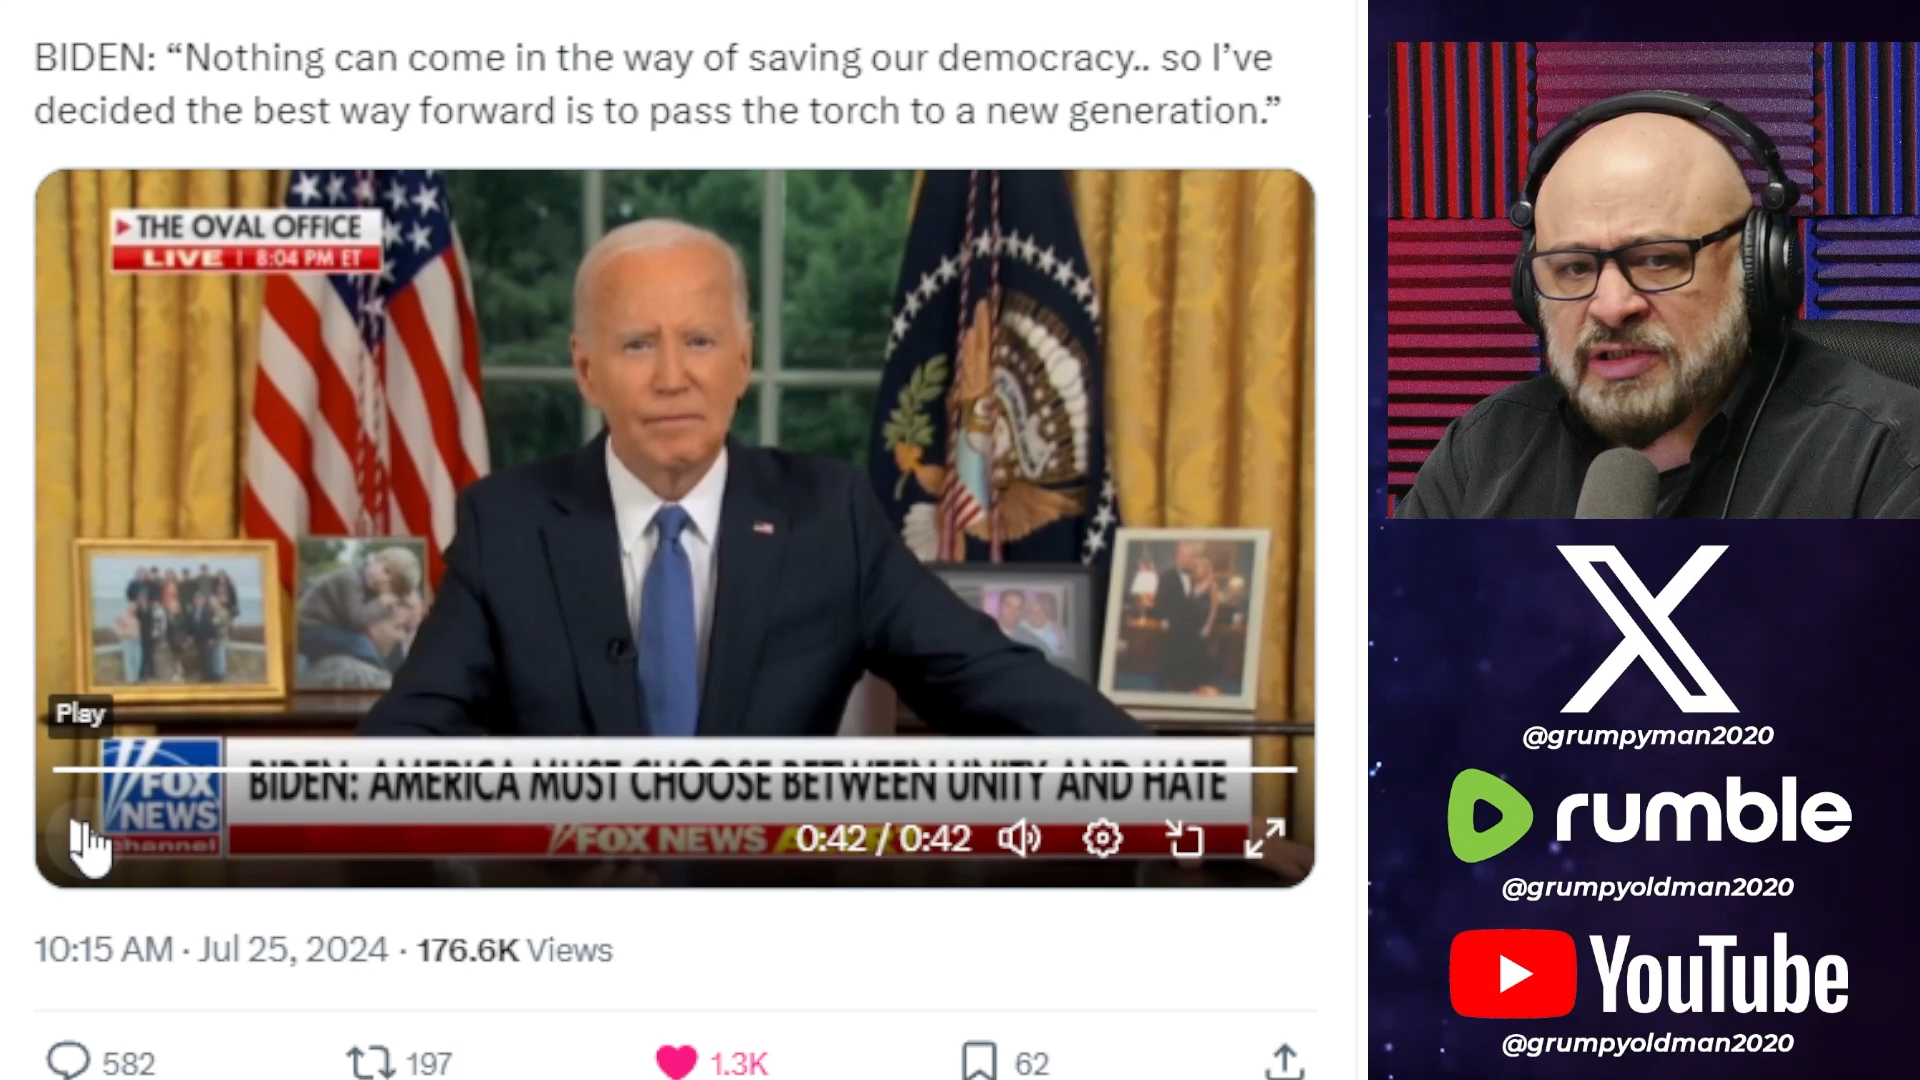 BIDEN: “Nothing can come in the way of saving our democracy.. so I’ve
decided the best way forward is to pass the torch to a new generation.”
THE OVAL OFFICE
LIVE | 8:04 PM ET
Play
FOX
NEWS
channel
BIDEN: AMERICA MUST CHOOSE BETWEEN UNITY AND HATE
FOX NEWS
0:42 / 0:42
10:15 AM · Jul 25, 2024 · 176.6K Views
582
197
1.3K
62
@grumpyman2020
rumble
@grumpyoldman2020
YouTube
@grumpyoldman2020